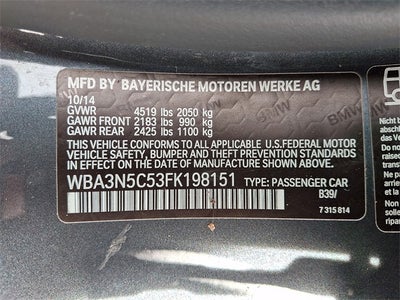 MFD BY BAYERISCHE MOTOREN WERKE AG
10/14
GVWR 4519 lbs 2050 kg
GAWR FRONT 2183 lbs 990 kg
GAWR REAR 2425 lbs 1100 kg
THIS VEHICLE CONFORMS TO ALL APPLICABLE U.S.FEDERAL MOTOR
VEHICLE SAFETY, BUMPER AND THEFT PREVENTION STANDARDS
IN EFFECT ON THE DATE OF MANUFACTURE SHOWN ABOVE.
WBA3N5C53FK198151 TYPE: PASSENGER CAR
B39/
7 315 814